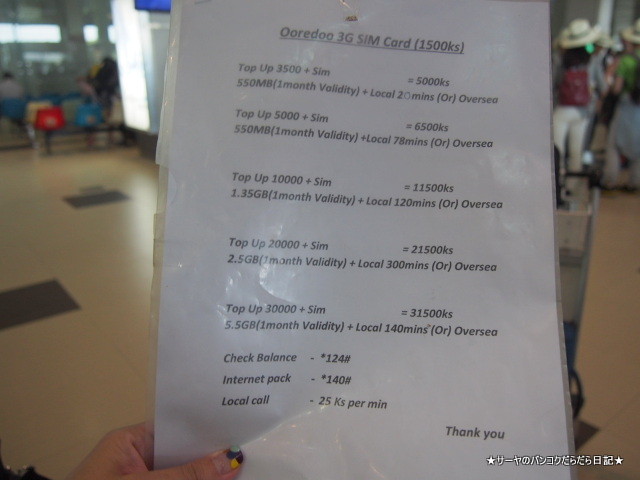 Ooredoo 3G SIM Card (1500ks)
Top Up 3500 + Sim = 5000ks
550MB(1month Validity) + Local 20mins (Or) Oversea
Top Up 5000 + Sim = 6500ks
550MB(1month Validity) +Local 78mins (Or) Oversea
Top Up 10000 + Sim = 11500ks
1.35GB(1month Validity) + Local 120mins (Or) Oversea
Top Up 20000 + Sim = 21500ks
2.5GB(1month Validity) + Local 300mins (Or) Oversea
Top Up 30000 + Sim = 31500ks
5.5GB(1month Validity) + Local 140mins (Or) Oversea
Check Balance - *124#
Internet pack - *140#
Local call - 25 Ks per min
Thank you
★サーヤのバンコクだらだら日記★